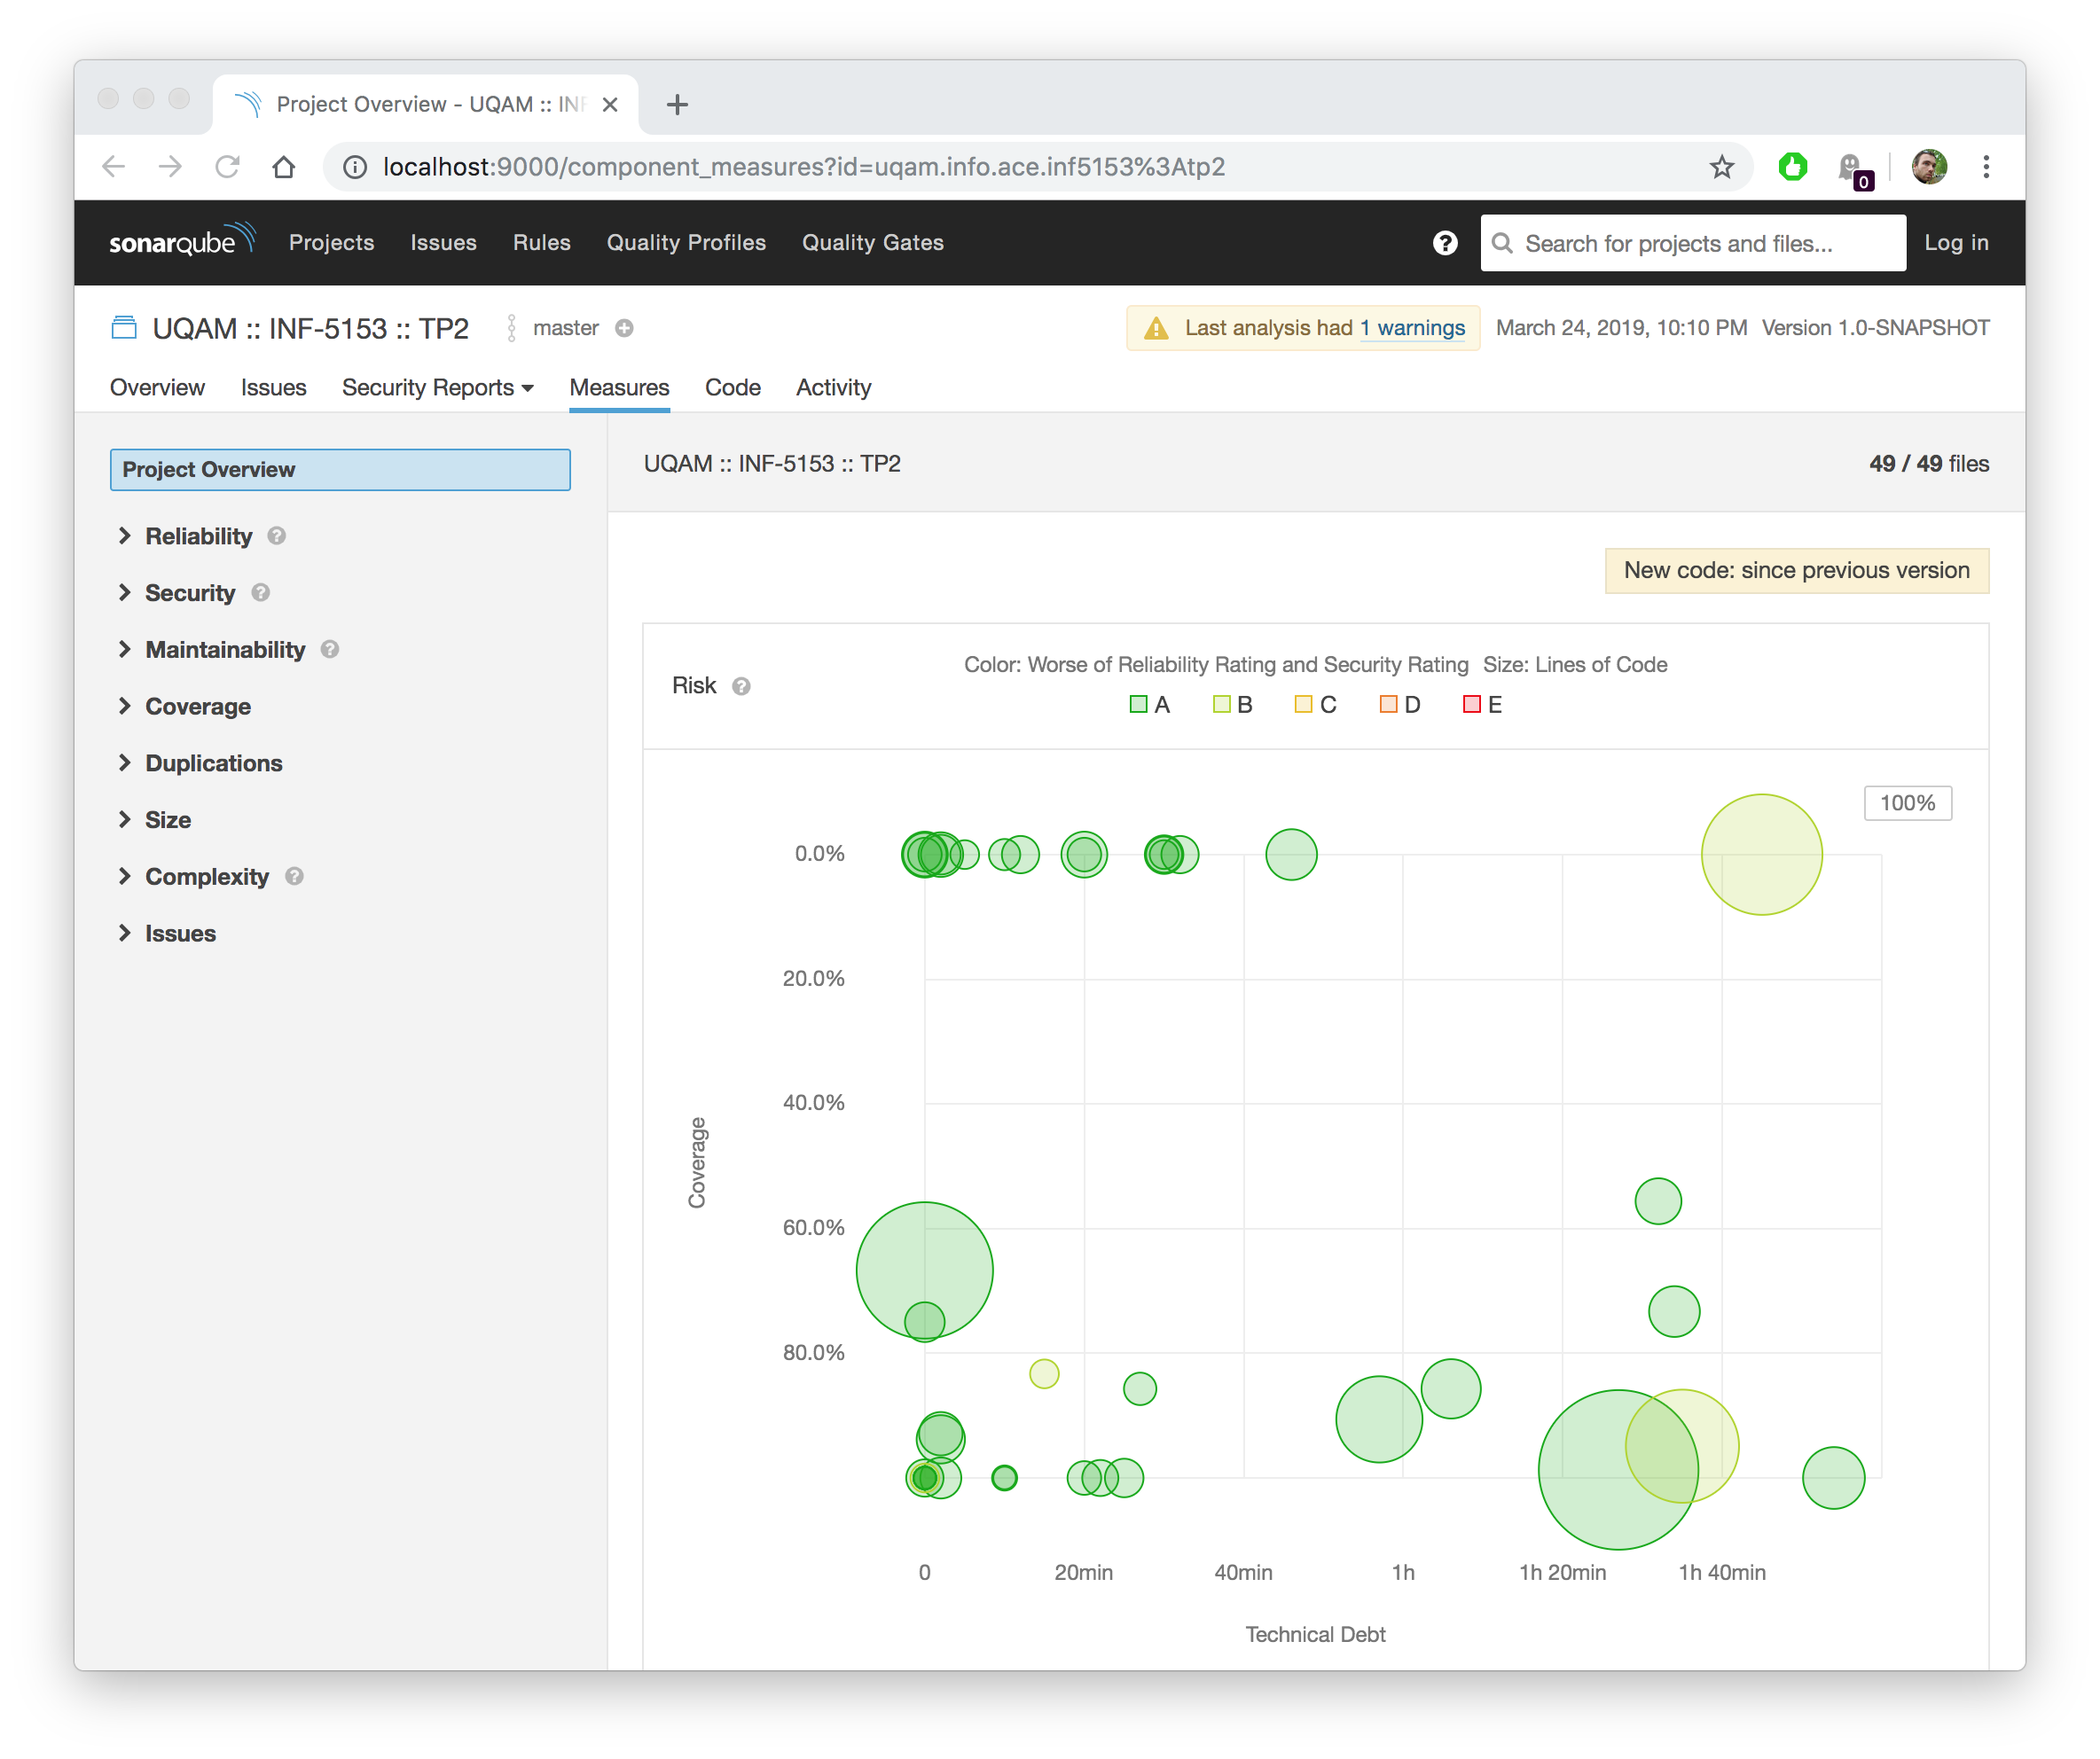 Project Overview - UQAM :: INF
localhost:9000/component_measures?id=uqam.info.ace.inf5153%3Atp2
0
sonarqube Projects Issues Rules Quality Profiles Quality Gates Search for projects and files... Log in
UQAM :: INF-5153 :: TP2 master Last analysis had 1 warnings March 24, 2019, 10:10 PM Version 1.0-SNAPSHOT
Overview Issues Security Reports Measures Code Activity
Project Overview
Reliability
Security
Maintainability
Coverage
Duplications
Size
Complexity
Issues
UQAM :: INF-5153 :: TP2 49 / 49 files
New code: since previous version
Risk
Color: Worse of Reliability Rating and Security Rating Size: Lines of Code
A B C D E
100%
0.0%
20.0%
40.0%
60.0%
80.0%
Coverage
0 20min 40min 1h 1h 20min 1h 40min
Technical Debt